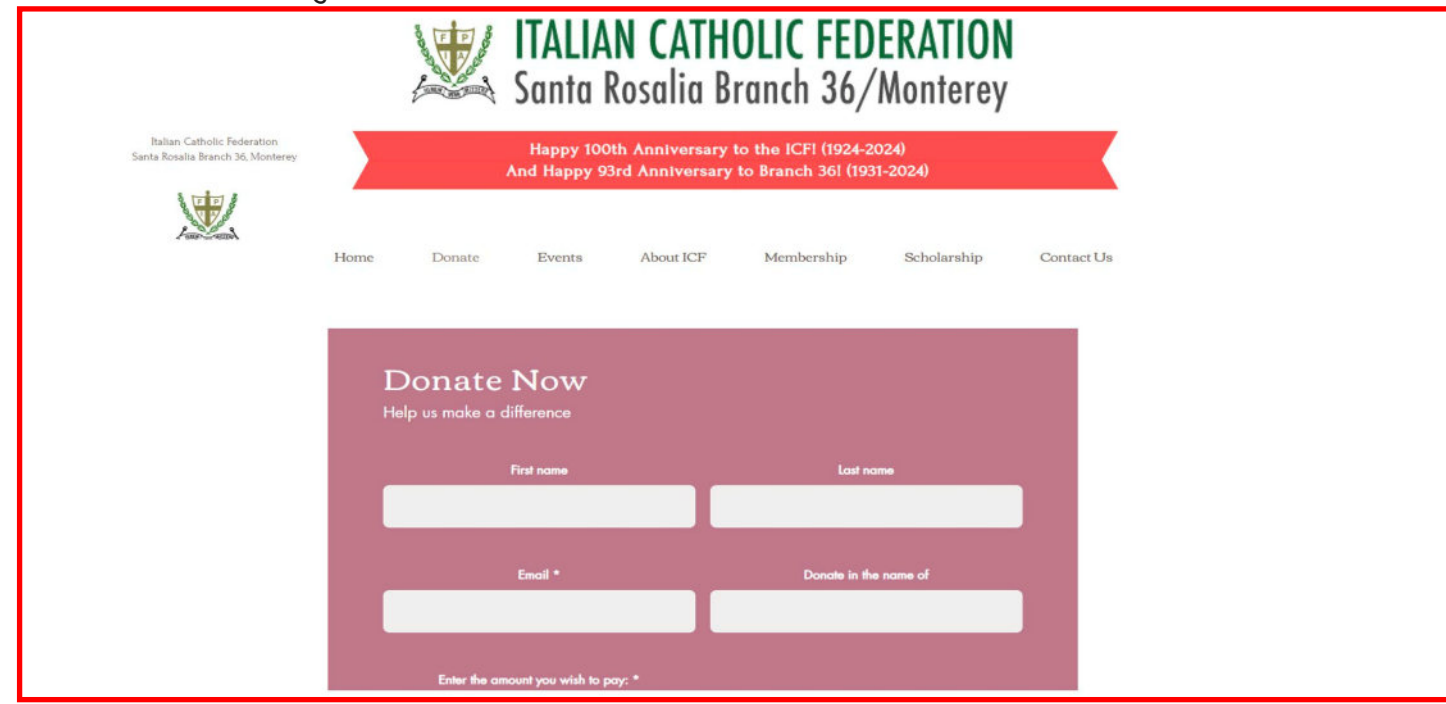 ITALIAN CATHOLIC FEDERATION
Santa Rosalia Branch 36/Monterey
Italian Catholic Federation
Santa Rosalia Branch 36, Monterey
Happy 100th Anniversary to the ICF! (1924-2024)
And Happy 93rd Anniversary to Branch 36! (1931-2024)
F P
I A
Home Donate Events About ICF Membership Scholarship Contact Us
Donate Now
Help us make a difference
First name Last name
Email * Donate in the name of
Enter the amount you wish to pay: *